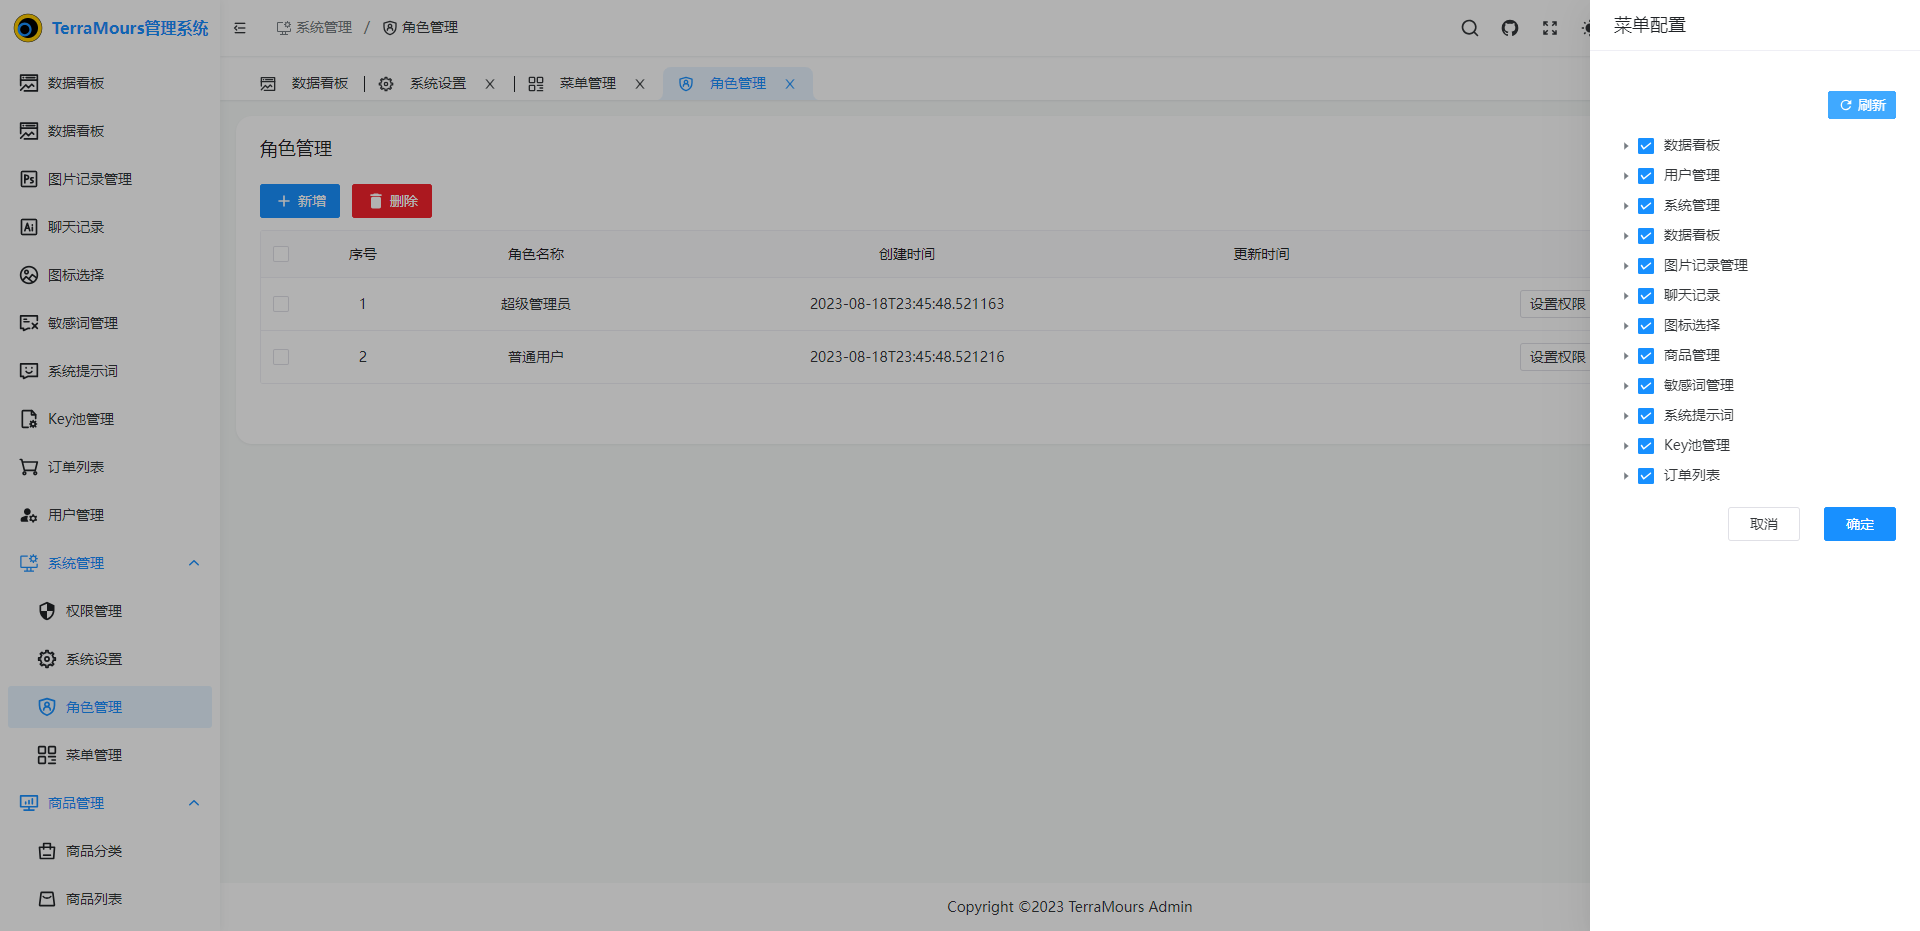 TerraMours管理系统
数据看板
数据看板
图片记录管理
聊天记录
图标选择
敏感词管理
系统提示词
Key池管理
订单列表
用户管理
系统管理
权限管理
系统设置
角色管理
菜单管理
商品管理
商品分类
商品列表
系统管理 / 角色管理
数据看板 系统设置 X 菜单管理 X 角色管理 X
角色管理
新增 删除
序号 角色名称 创建时间 更新时间
1 超级管理员 2023-08-18T23:45:48.521163 设置权限
2 普通用户 2023-08-18T23:45:48.521216 设置权限
Copyright ©2023 TerraMours Admin
菜单配置
刷新
数据看板
用户管理
系统管理
数据看板
图片记录管理
聊天记录
图标选择
商品管理
敏感词管理
系统提示词
Key池管理
订单列表
取消 确定